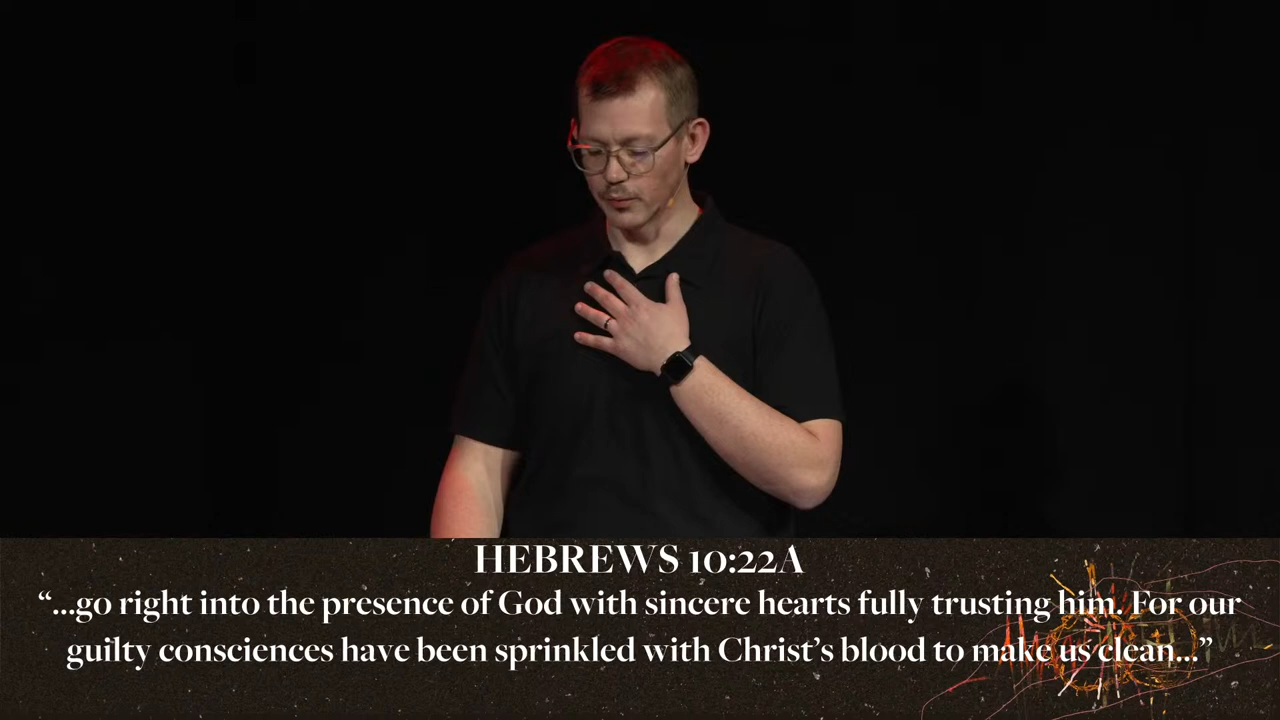 HEBREWS 10:22A
“...go right into the presence of God with sincere hearts fully trusting him. For our
guilty consciences have been sprinkled with Christ’s blood to make us clean...”